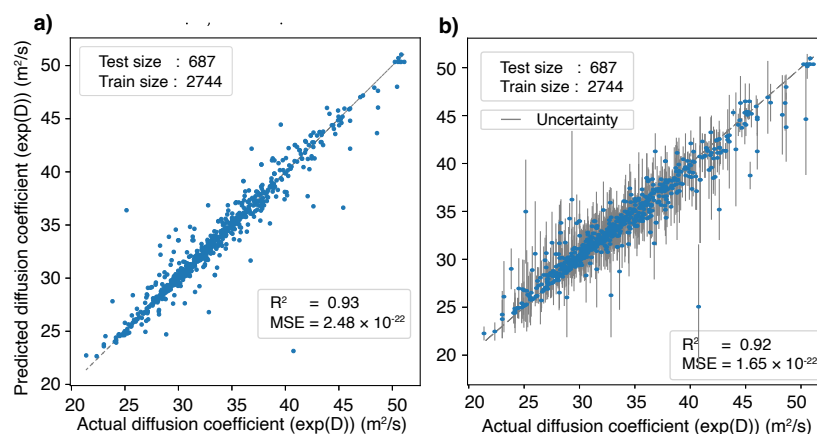 a)
Test size : 687
Train size : 2744
R² = 0.93
MSE = 2.48 × 10⁻²²
50
45
40
35
30
25
20
20 25 30 35 40 45 50
Predicted diffusion coefficient (exp(D)) (m²/s)
Actual diffusion coefficient (exp(D)) (m²/s)
b)
Test size : 687
Train size : 2744
Uncertainty
R² = 0.92
MSE = 1.65 × 10⁻²²
50
45
40
35
30
25
20
20 25 30 35 40 45 50
Actual diffusion coefficient (exp(D)) (m²/s)